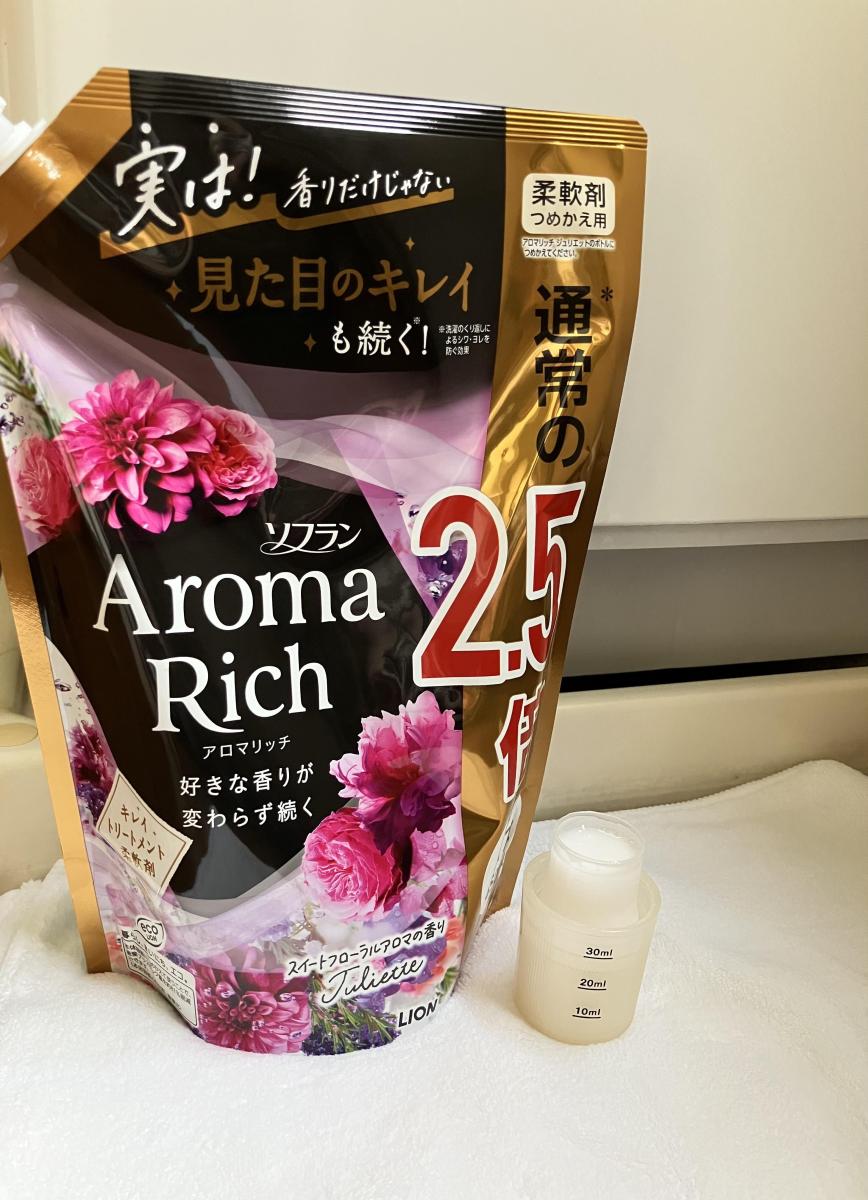 実は!
香りだけじゃない
見た目のキレイ
も続く!※
※洗濯のくり返しに
よるシワ・ヨレを
防ぐ効果
柔軟剤
つめかえ用
アロマリッチ ジュリエットのボトルに
つめかえてください。
通常の*
2.5
倍
ソフラン
Aroma
Rich
アロマリッチ
好きな香りが
変わらず続く
キレイ
トリートメント
柔軟剤
eco
LION
スイートフローラルアロマの香り
Juliette
LION
30ml
20ml
10ml